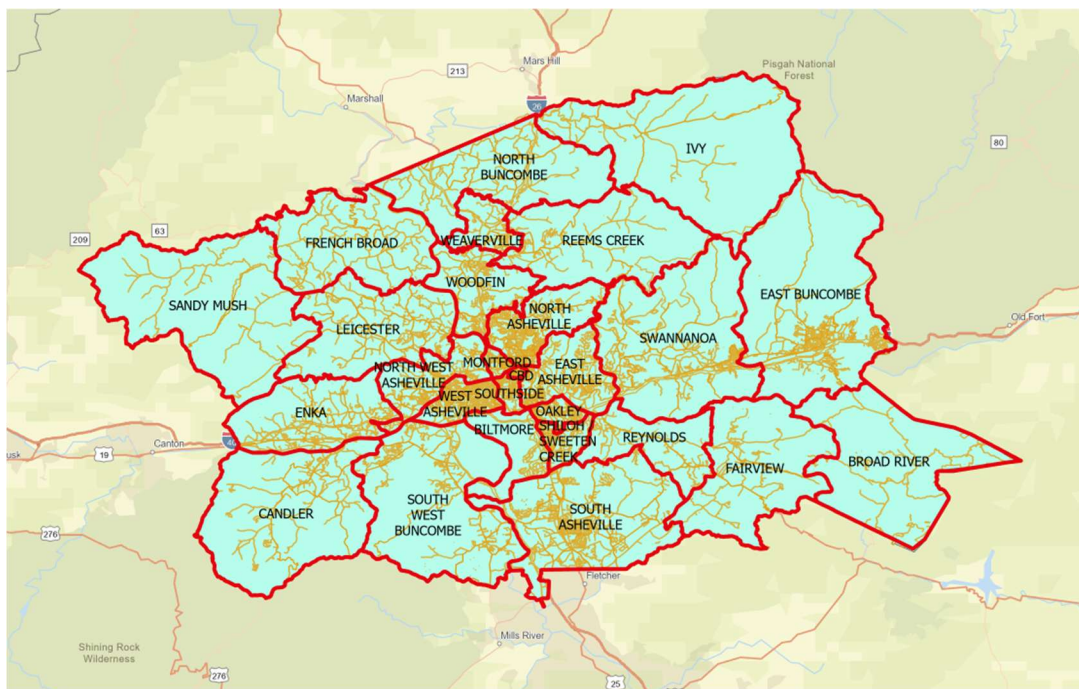 Pisgah National
Forest
Mars Hill
213
Marshall
26
80
IVY
NORTH
BUNCOMBE
63
209
FRENCH BROAD
WEAVERVILLE
REEMS CREEK
WOODFIN
SANDY MUSH
EAST BUNCOMBE
NORTH
ASHEVILLE
Old Fort
LEICESTER
SWANNANOA
NORTH WEST
ASHEVILLE
MONTFORD
CBD
EAST
ASHEVILLE
WEST
ASHEVILLE
SOUTHSIDE
ENKA
OAKLEY
SHILOH
SWEETEN
CREEK
BILTMORE
REYNOLDS
40
Canton
usk
19
FAIRVIEW
BROAD RIVER
CANDLER
SOUTH
WEST
BUNCOMBE
SOUTH
ASHEVILLE
276
Fletcher
Mills River
Shining Rock
Wilderness
276
25